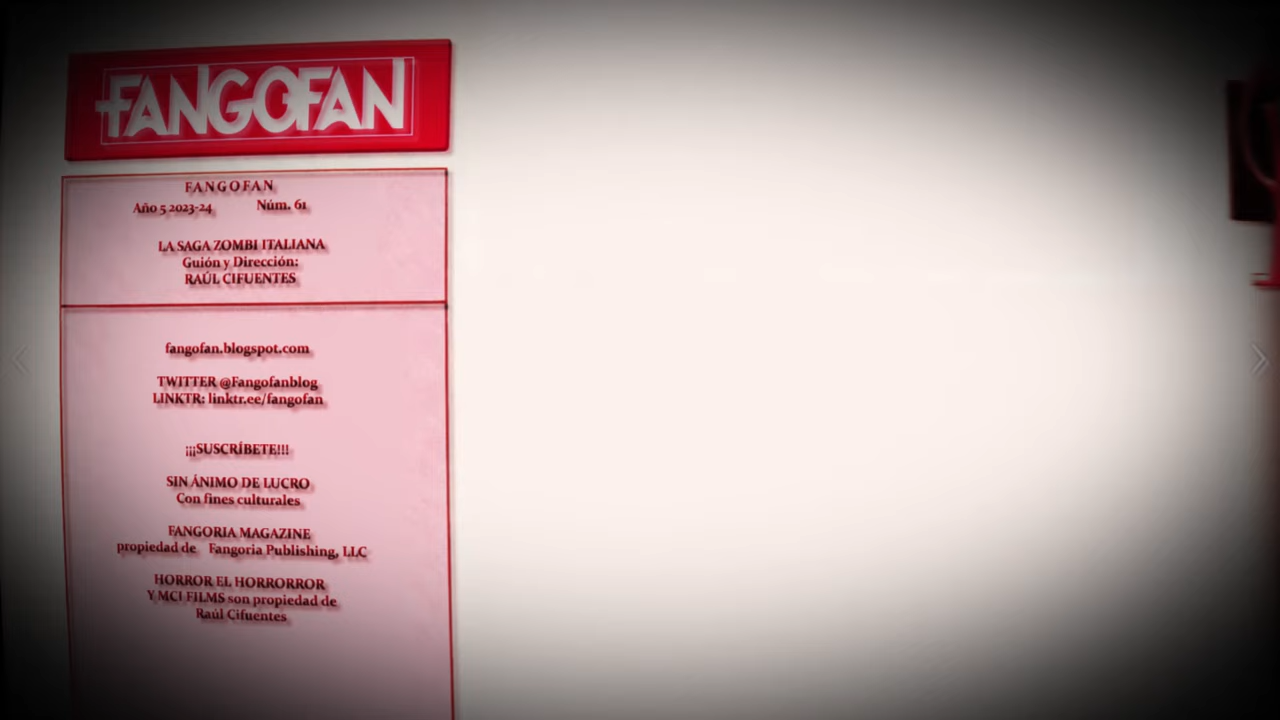 FANGOFAN
FANGOFAN
Año 5 2023-24 Núm. 61
LA SAGA ZOMBI ITALIANA
Guión y Dirección:
RAÚL CIFUENTES
fangofan.blogspot.com
TWITTER @Fangofanblog
LINKTR: linktr.ee/fangofan
¡¡¡SUSCRÍBETE!!!
SIN ÁNIMO DE LUCRO
Con fines culturales
FANGORIA MAGAZINE
propiedad de Fangoria Publishing, LLC
HORROR EL HORRORROR
Y MCI FILMS son propiedad de
Raúl Cifuentes